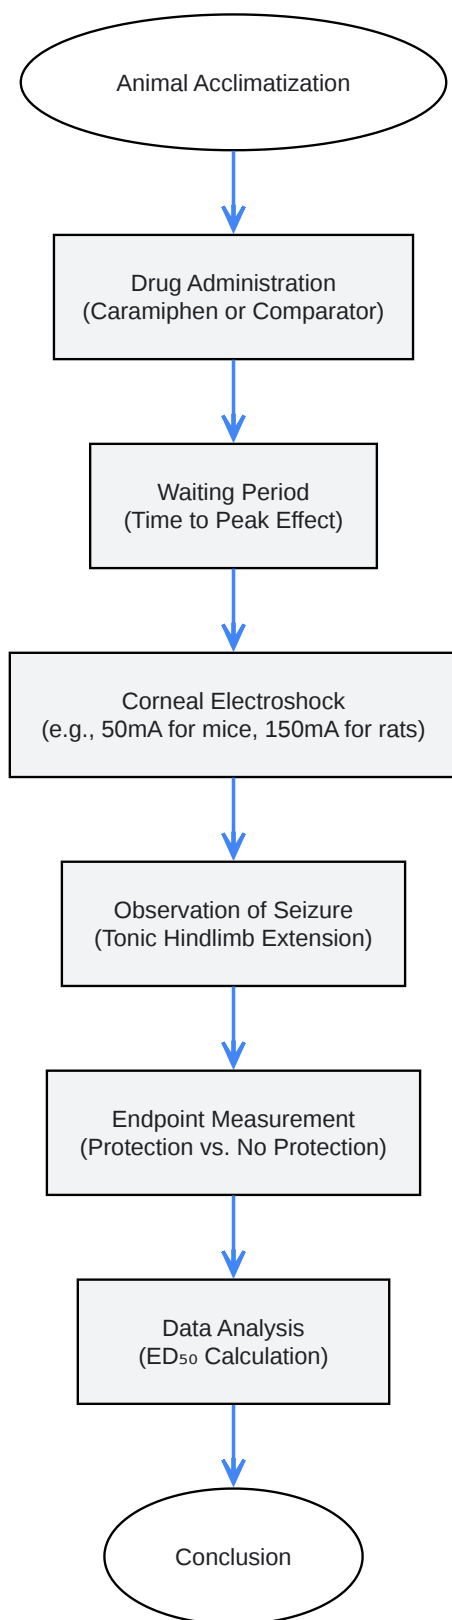 Animal Acclimatization
Drug Administration
(Caramiphen or Comparator)
Waiting Period
(Time to Peak Effect)
Corneal Electroshock
(e.g., 50mA for mice, 150mA for rats)
Observation of Seizure
(Tonic Hindlimb Extension)
Endpoint Measurement
(Protection vs. No Protection)
Data Analysis
(ED₅₀ Calculation)
Conclusion